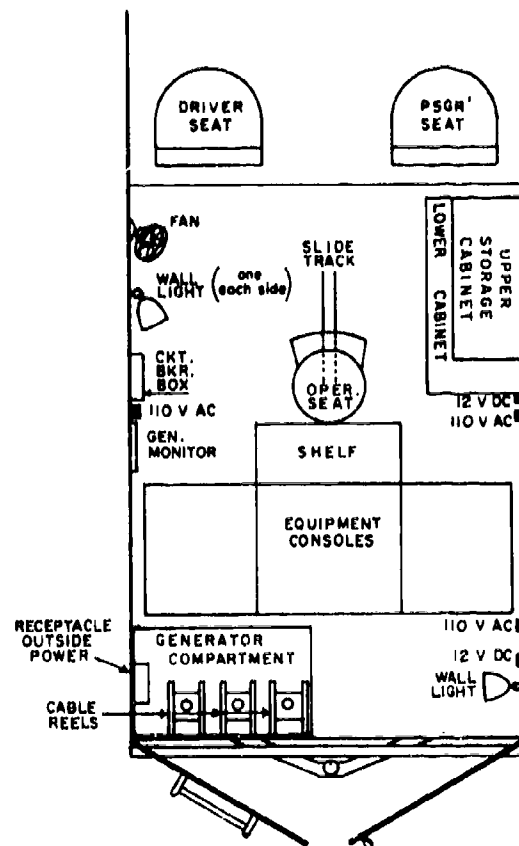 DRIVER
SEAT
PSGR'
SEAT
FAN
SLIDE
TRACK
WALL
LIGHT
(one
each side)
LOWER CABINET
UPPER
STORAGE
CABINET
CKT.
BKR.
BOX
OPER.
SEAT
12 V DC
110 V AC
110 V AC
GEN.
MONITOR
SHELF
EQUIPMENT
CONSOLES
110 V AC
12 V DC
WALL
LIGHT
RECEPTACLE
OUTSIDE
POWER
GENERATOR
COMPARTMENT
CABLE
REELS